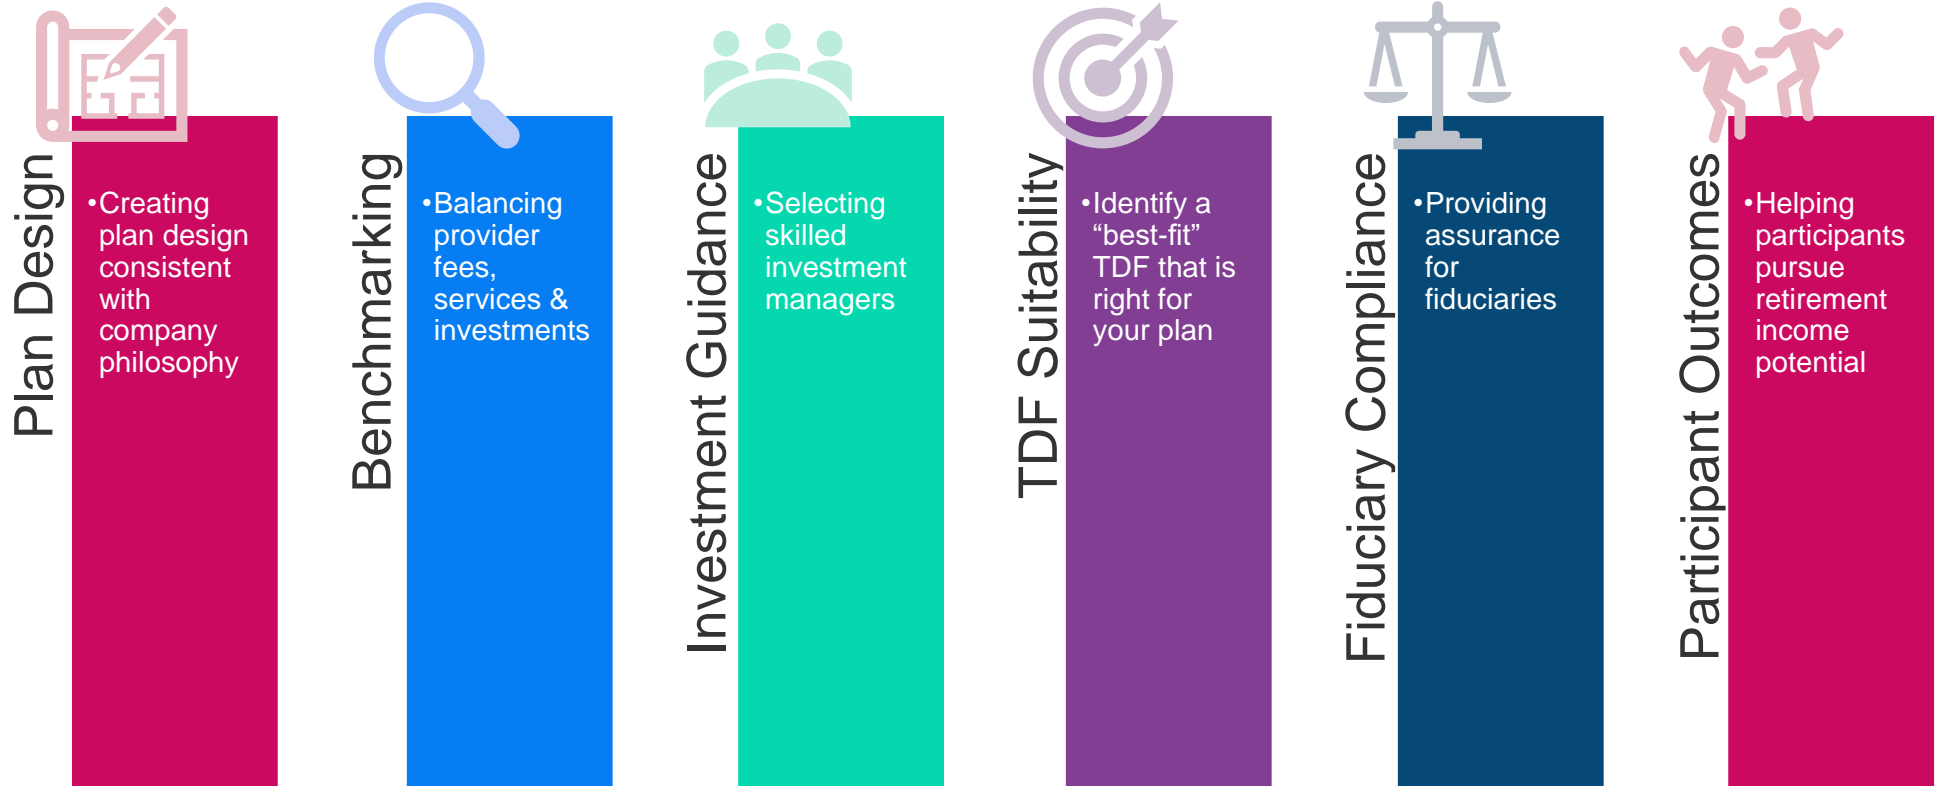 Plan Design
•Creating
plan design
consistent
with
company
philosophy
Benchmarking
•Balancing
provider
fees,
services &
investments
Investment Guidance
•Selecting
skilled
investment
managers
TDF Suitability
•Identify a
“best-fit”
TDF that is
right for
your plan
Fiduciary Compliance
•Providing
assurance
for
fiduciaries
Participant Outcomes
•Helping
participants
pursue
retirement
income
potential